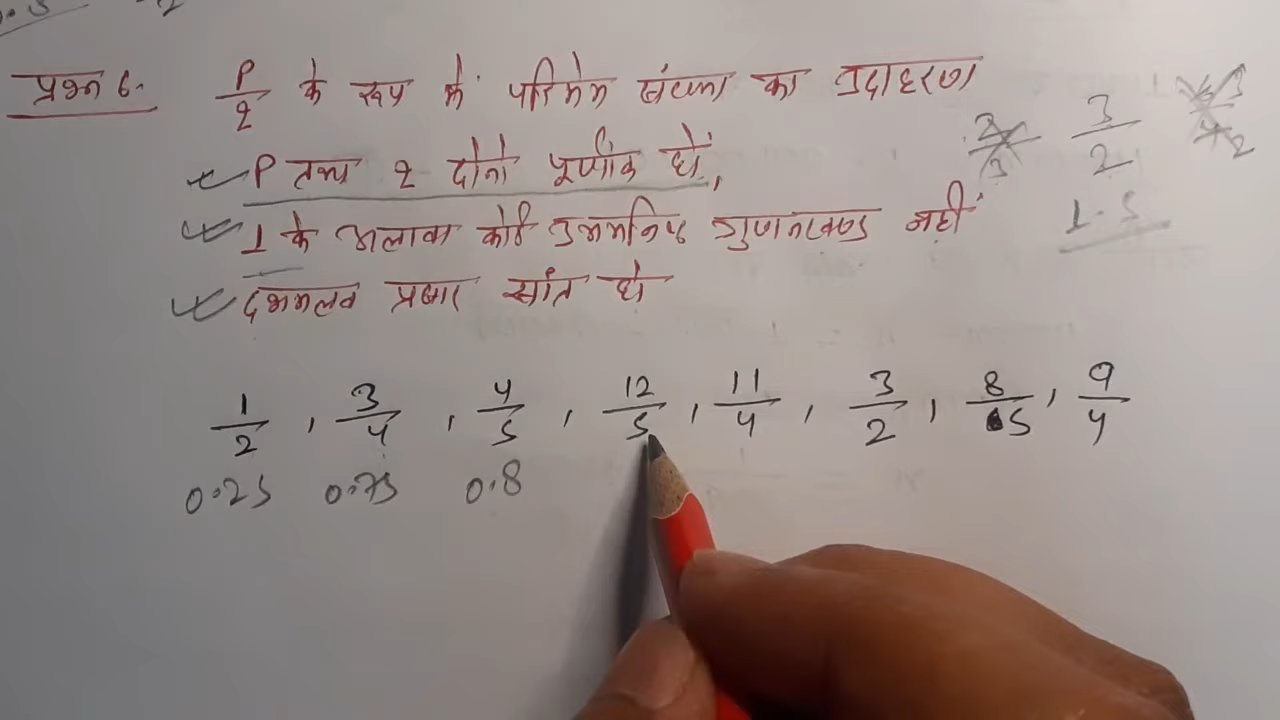 प्रश्न 6. p/q के रूप के परिमेय संख्या का उदाहरण
P तथा q दोनों पूर्णांक हों,
1 के अलावा कोई उभयनिष्ठ गुणनखण्ड नहीं
दशमलव प्रसार सांत हो
3/2
1.5
1/2, 3/4, 4/5, 12/5, 11/4, 3/2, 8/5, 9/4
0.25 0.75 0.8